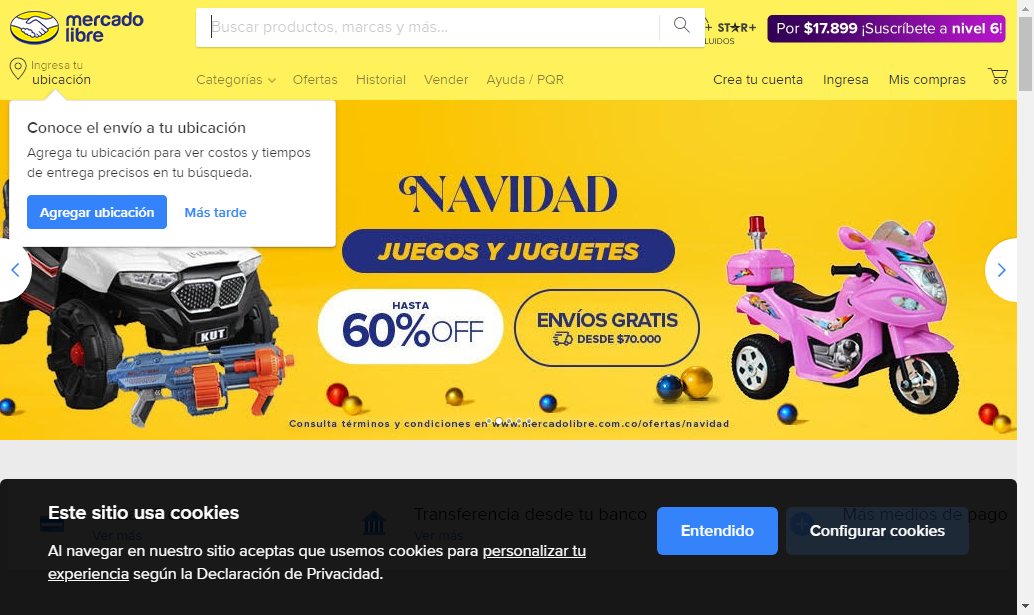 mercado
libre
Buscar productos, marcas y más...
ST★R+
LUIDOS
Por $17.899 ¡Suscríbete a nivel 6!
Ingresa tu
ubicación
Categorías
Ofertas
Historial
Vender
Ayuda / PQR
Crea tu cuenta
Ingresa
Mis compras
Conoce el envío a tu ubicación
Agrega tu ubicación para ver costos y tiempos
de entrega precisos en tu búsqueda.
Agregar ubicación
Más tarde
NAVIDAD
JUEGOS Y JUGUETES
HASTA
60% OFF
ENVÍOS GRATIS
DESDE $70.000
KUT
Consulta términos y condiciones en www.mercadolibre.com.co/ofertas/navidad
Este sitio usa cookies
Al navegar en nuestro sitio aceptas que usemos cookies para personalizar tu
experiencia según la Declaración de Privacidad.
Entendido
Configurar cookies
Ver más
Transferencia desde tu banco
Ver más
Más medios de pago